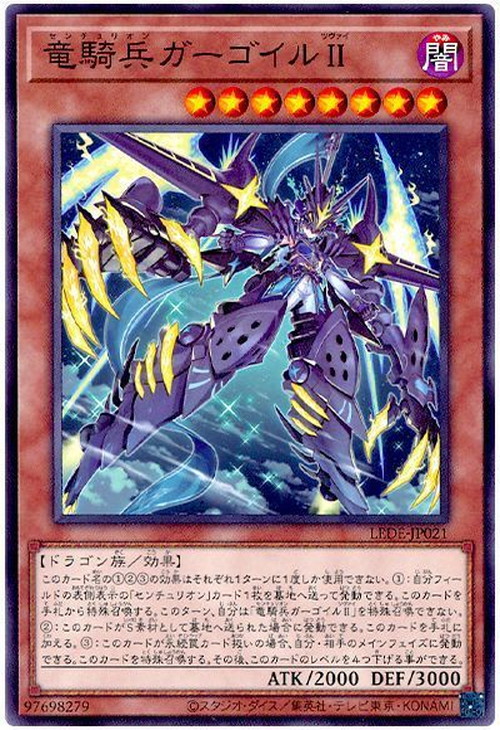 センチュリオン ツヴァイ
竜騎兵ガーゴイルⅡ
やみ
闇
LEDE-JP021
【ドラゴン族／効果】
このカード名の①②③の効果はそれぞれ1ターンに1度しか使用できない。①：自分フィー
ルドの表側表示の「センチュリオン」カード1枚を墓地へ送って発動できる。このカードを
手札から特殊召喚する。このターン、自分は「竜騎兵ガーゴイルⅡ」を特殊召喚できない。
②：このカードがS素材として墓地へ送られた場合に発動できる。このカードを手札に
加える。③：このカードが永続罠カード扱いの場合、自分・相手のメインフェイズに発動
できる。このカードを特殊召喚する。その後、このカードのレベルを4つ下げる事ができる。
ATK/2000 DEF/3000
97698279
©スタジオ・ダイス／集英社・テレビ東京・KONAMI